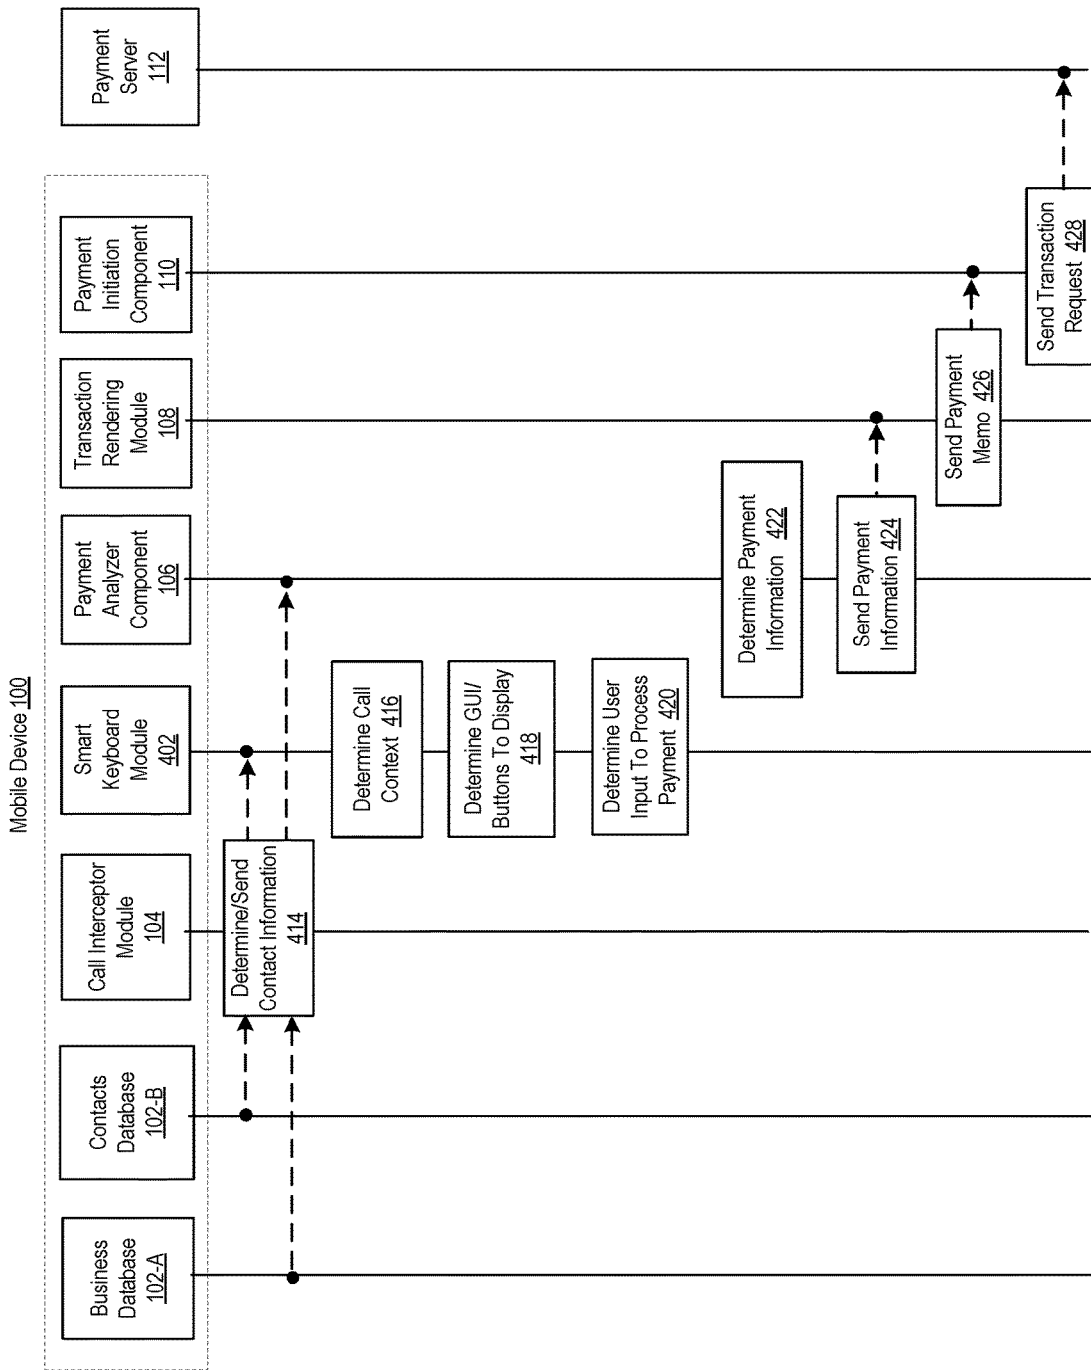 Mobile Device 100
Business
Database
102-A
Contacts
Database
102-B
Call Interceptor
Module
104
Smart
Keyboard
Module
402
Payment
Analyzer
Component
106
Transaction
Rendering
Module
108
Payment
Initiation
Component
110
Payment
Server
112
Determine/Send
Contact Information
414
Determine Call
Context 416
Determine GUI/
Buttons To Display
418
Determine User
Input To Process
Payment 420
Determine Payment
Information 422
Send Payment
Information 424
Send Payment
Memo 426
Send Transaction
Request 428